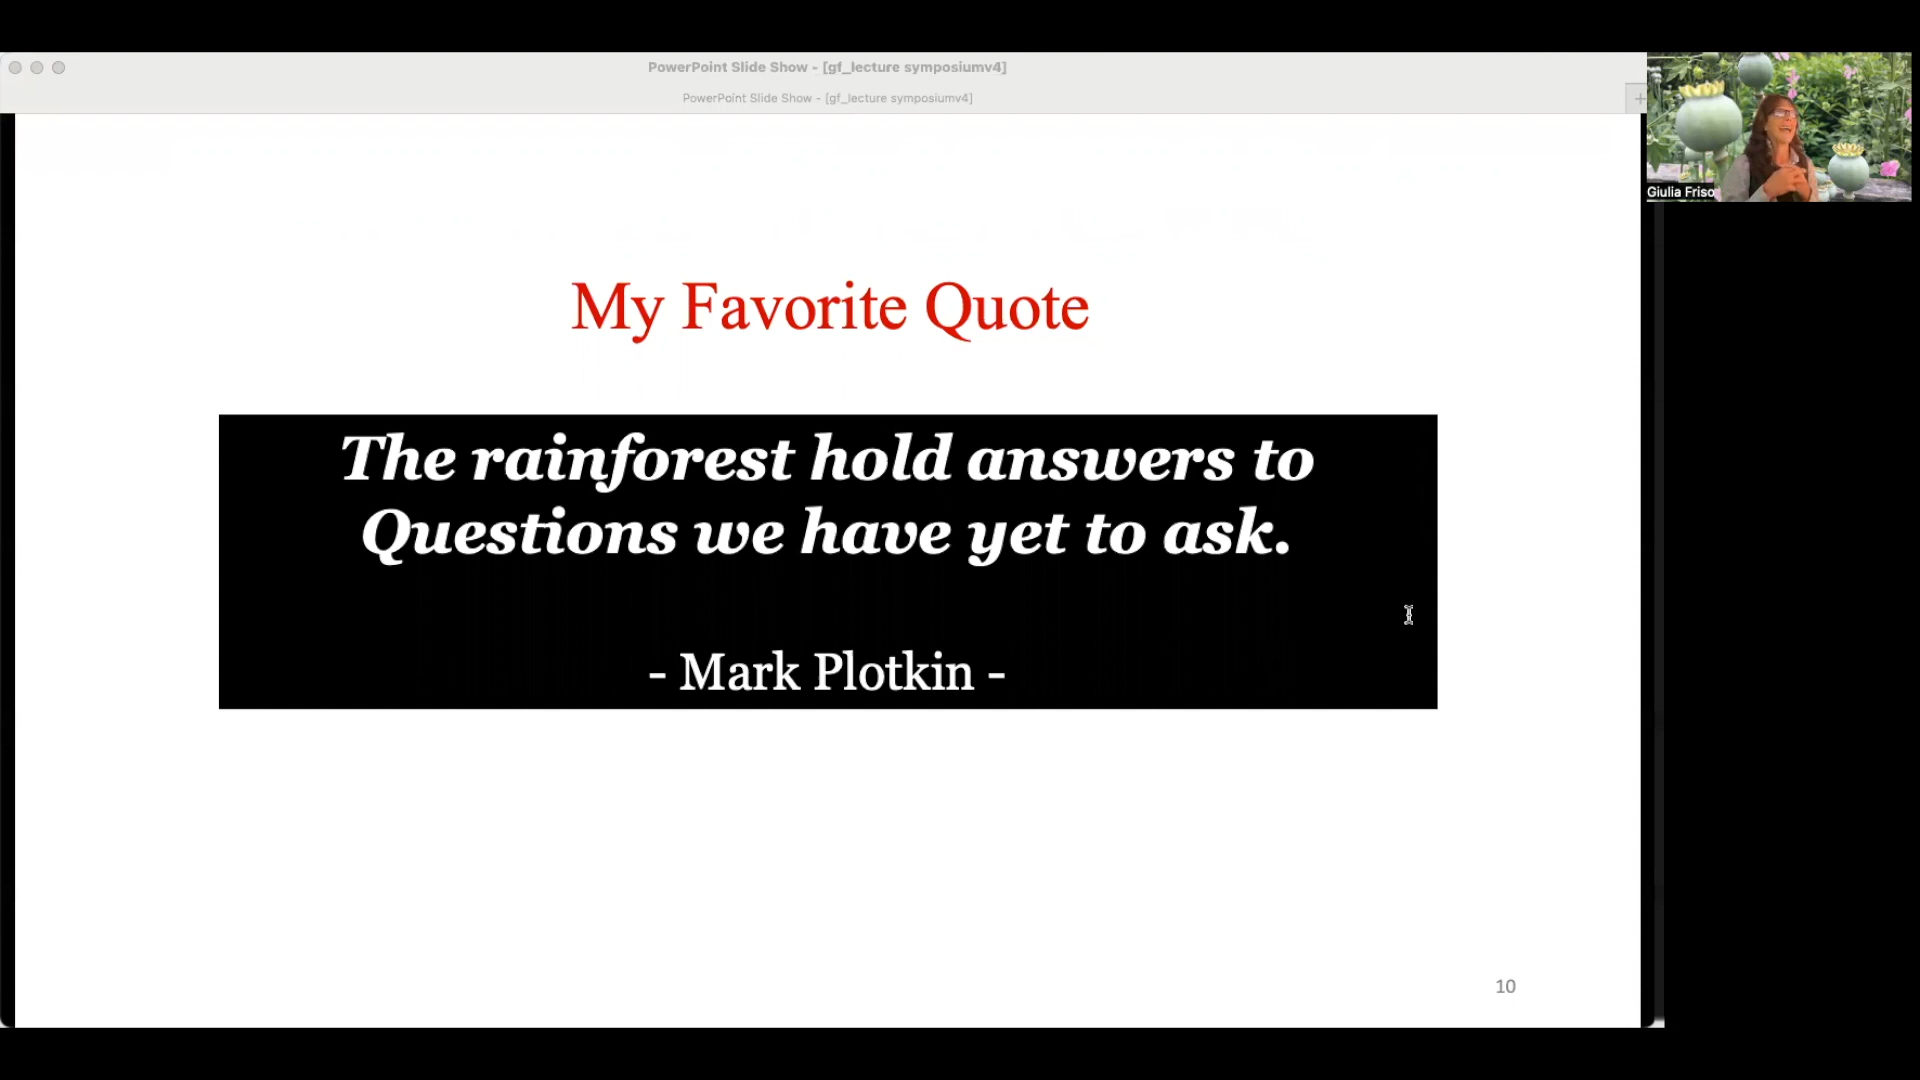 PowerPoint Slide Show - [gf_lecture symposiumv4]
PowerPoint Slide Show - [gf_lecture symposiumv4]
Giulia Friso
My Favorite Quote
The rainforest hold answers to
Questions we have yet to ask.
- Mark Plotkin -
10